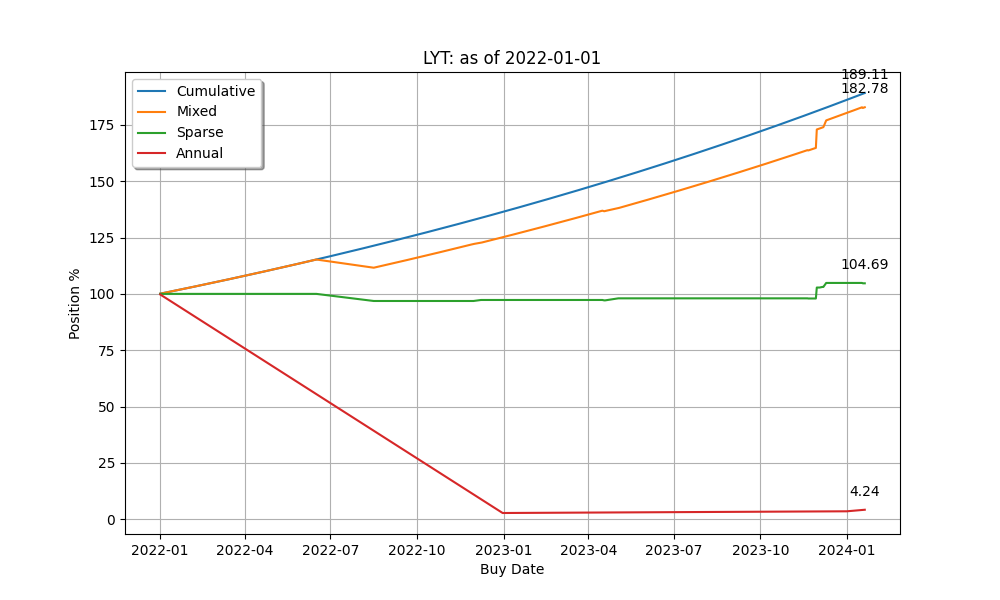 LYT: as of 2022-01-01
189.11
182.78
Cumulative
Mixed
Sparse
Annual
104.69
4.24
Position %
175
150
125
100
75
50
25
0
2022-01 2022-04 2022-07 2022-10 2023-01 2023-04 2023-07 2023-10 2024-01
Buy Date